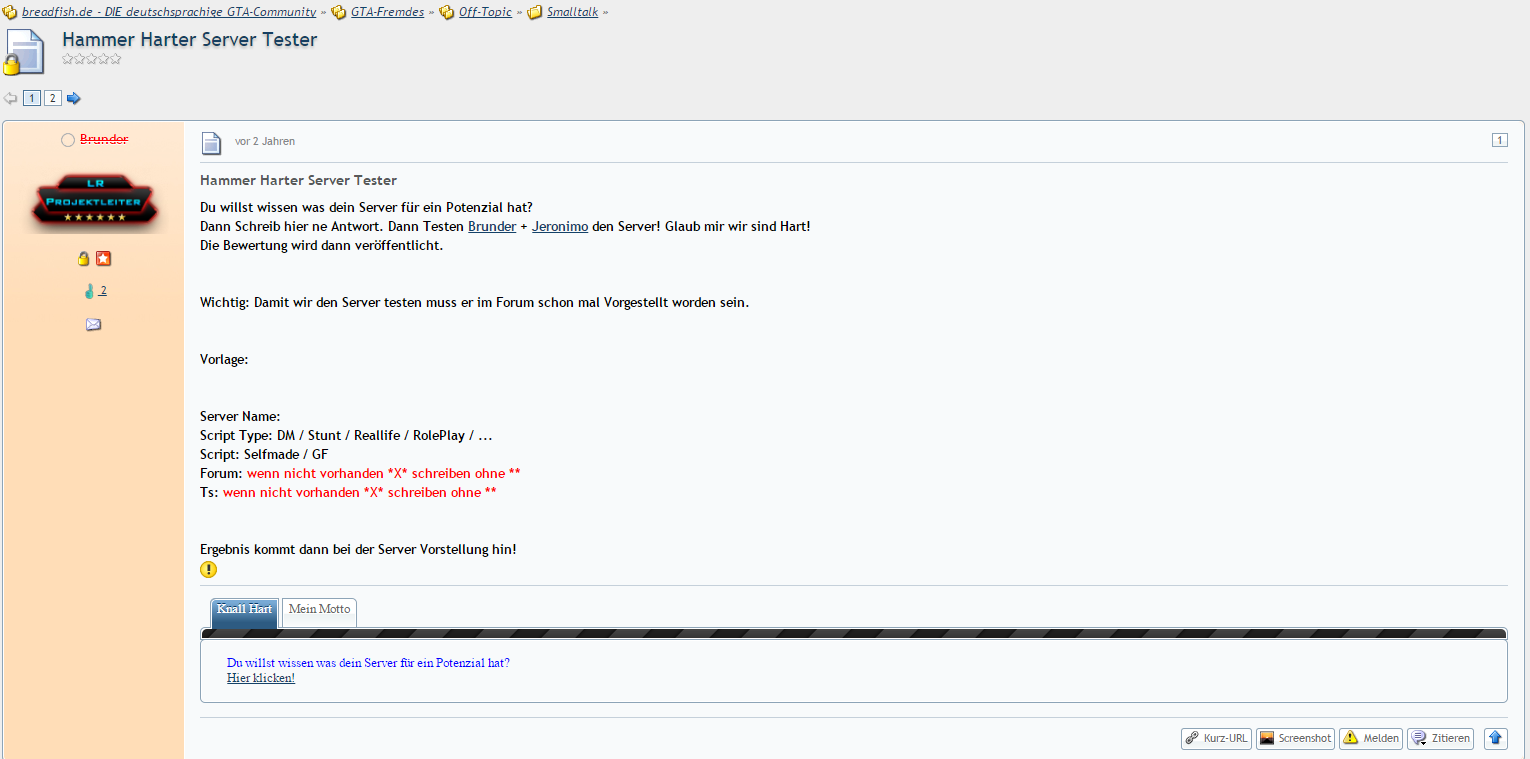 breadfish.de - DIE deutschsprachige GTA-Community » GTA-Fremdes » Off-Topic » Smalltalk »
Hammer Harter Server Tester
1 2
Brunder
vor 2 Jahren
1
LR
PROJEKTLEITER
2
Hammer Harter Server Tester
Du willst wissen was dein Server für ein Potenzial hat?
Dann Schreib hier ne Antwort. Dann Testen Brunder + Jeronimo den Server! Glaub mir wir sind Hart!
Die Bewertung wird dann veröffentlicht.
Wichtig: Damit wir den Server testen muss er im Forum schon mal Vorgestellt worden sein.
Vorlage:
Server Name:
Script Type: DM / Stunt / Reallife / RolePlay / ...
Script: Selfmade / GF
Forum: wenn nicht vorhanden *X* schreiben ohne **
Ts: wenn nicht vorhanden *X* schreiben ohne **
Ergebnis kommt dann bei der Server Vorstellung hin!
Knall Hart Mein Motto
Du willst wissen was dein Server für ein Potenzial hat?
Hier klicken!
Kurz-URL Screenshot Melden Zitieren